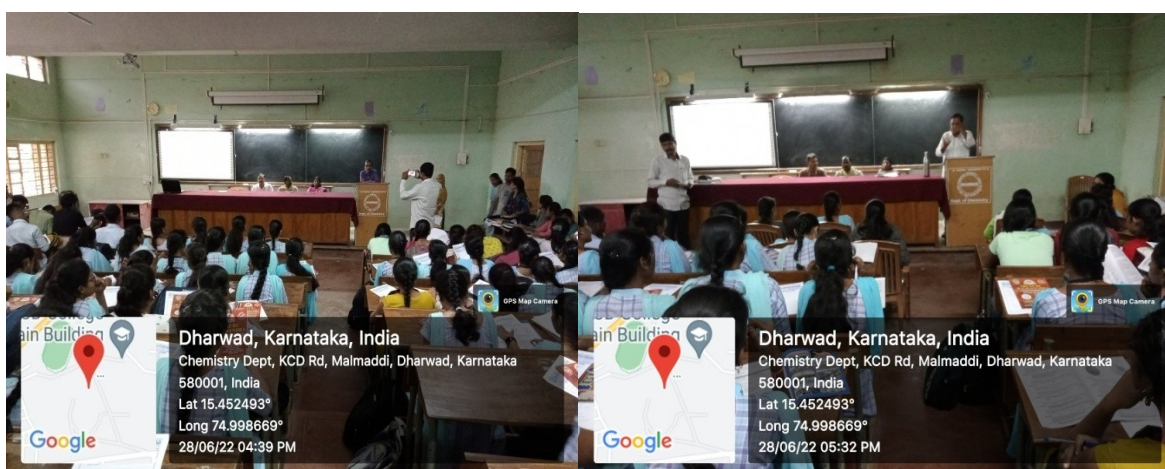 GPS Map Camera
ain Building
Google
Dharwad, Karnataka, India
Chemistry Dept, KCD Rd, Malmaddi, Dharwad, Karnataka
580001, India
Lat 15.452493°
Long 74.998669°
28/06/22 04:39 PM
Dept. of Chemistry
GPS Map Camera
ain Building
Google
Dharwad, Karnataka, India
Chemistry Dept, KCD Rd, Malmaddi, Dharwad, Karnataka
580001, India
Lat 15.452493°
Long 74.998669°
28/06/22 05:32 PM